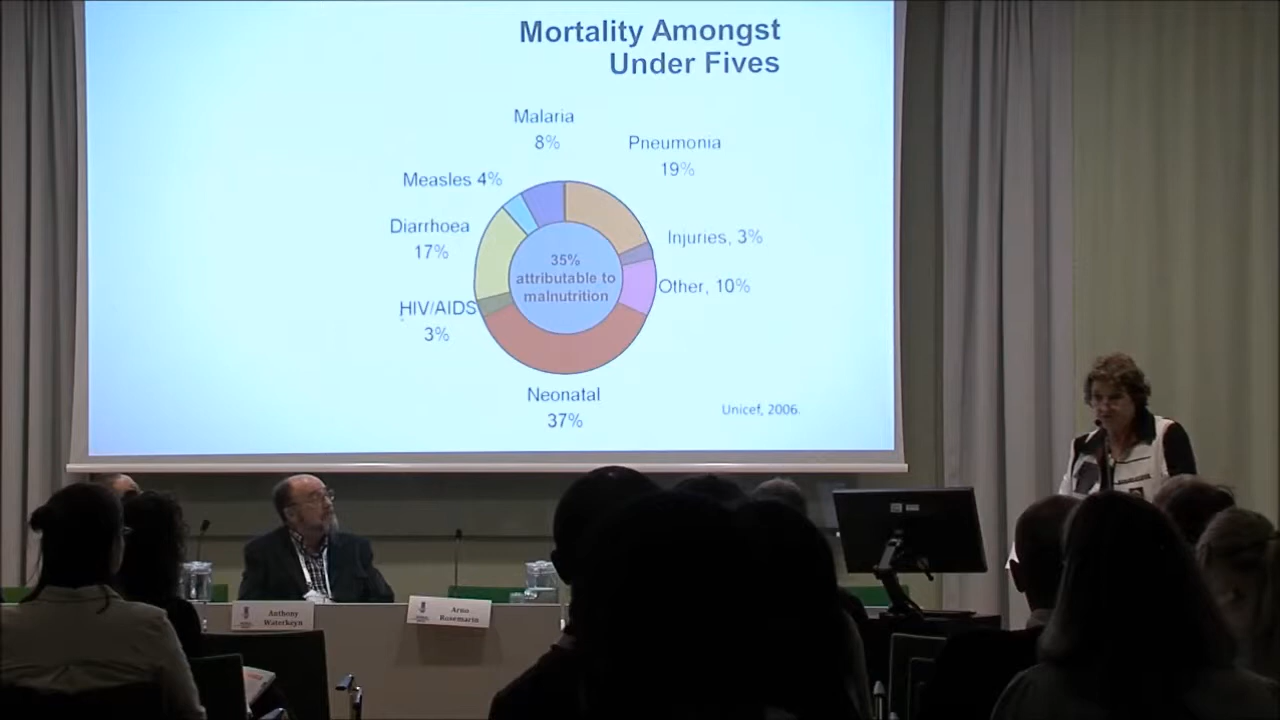 Mortality Amongst
Under Fives
Malaria
8%
Pneumonia
19%
Measles 4%
Diarrhoea
17%
Injuries, 3%
35%
attributable to
malnutrition
Other, 10%
HIV/AIDS
3%
Neonatal
37%
Unicef, 2006.
Anthony
Waterkeyn
Arno
Rosemarin